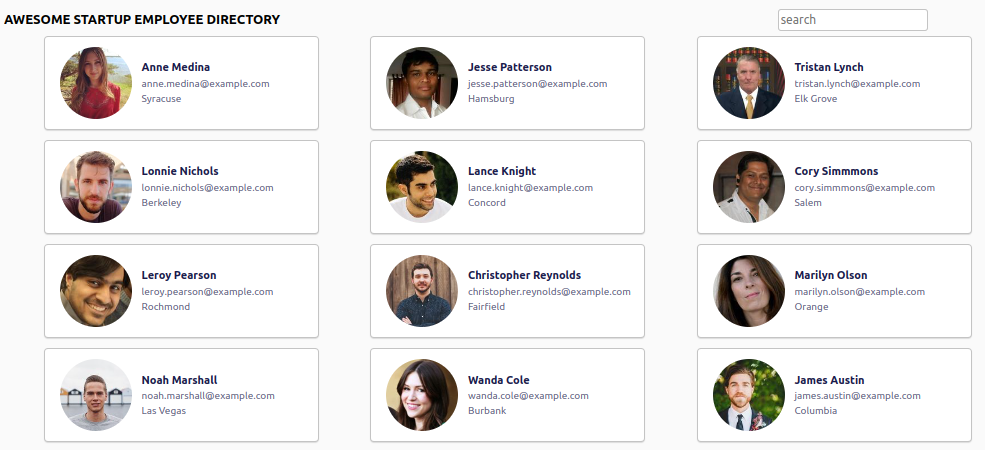 AWESOME STARTUP EMPLOYEE DIRECTORY
search
Anne Medina
anne.medina@example.com
Syracuse
Jesse Patterson
jesse.patterson@example.com
Hamsburg
Tristan Lynch
tristan.lynch@example.com
Elk Grove
Lonnie Nichols
lonnie.nichols@example.com
Berkeley
Lance Knight
lance.knight@example.com
Concord
Cory Simmmons
cory.simmmons@example.com
Salem
Leroy Pearson
leroy.pearson@example.com
Rochmond
Christopher Reynolds
christopher.reynolds@example.com
Fairfield
Marilyn Olson
marilyn.olson@example.com
Orange
Noah Marshall
noah.marshall@example.com
Las Vegas
Wanda Cole
wanda.cole@example.com
Burbank
James Austin
james.austin@example.com
Columbia